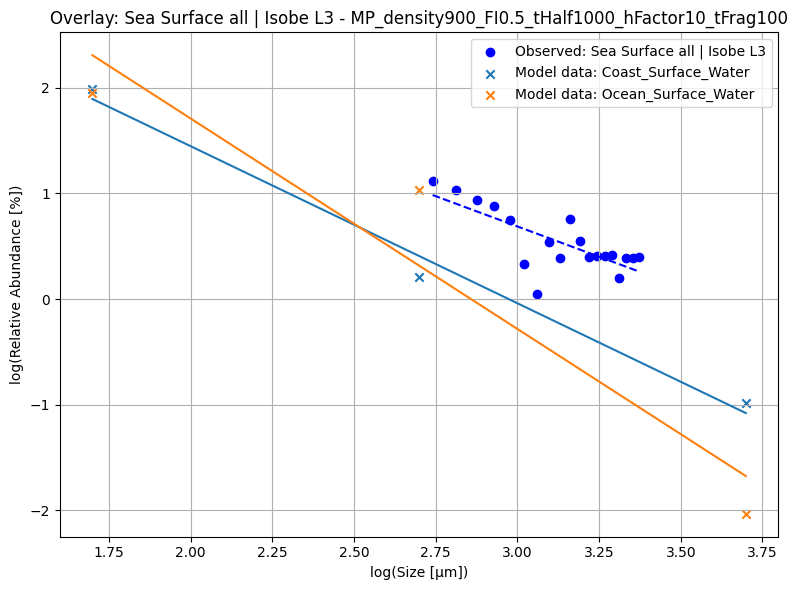 Overlay: Sea Surface all | Isobe L3 - MP_density900_FI0.5_tHalf1000_hFactor10_tFrag100
Observed: Sea Surface all | Isobe L3
Model data: Coast_Surface_Water
Model data: Ocean_Surface_Water
log(Relative Abundance [%])
2
1
0
−1
−2
1.75
2.00
2.25
2.50
2.75
3.00
3.25
3.50
3.75
log(Size [μm])